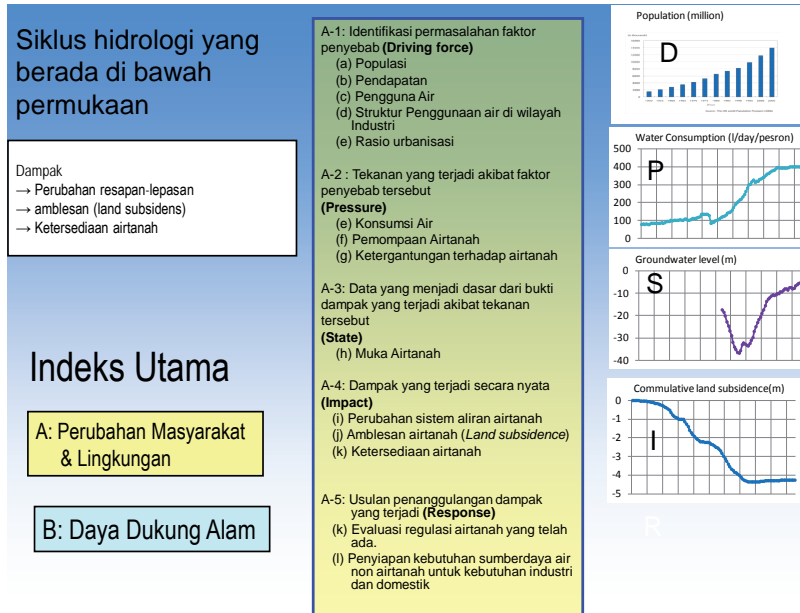 Siklus hidrologi yang
berada di bawah
permukaan
Dampak
→ Perubahan resapan-lepasan
→ amblesan (land subsidens)
→ Ketersediaan airtanah
Indeks Utama
A: Perubahan Masyarakat
& Lingkungan
B: Daya Dukung Alam
A-1: Identifikasi permasalahan faktor
penyebab (Driving force)
(a) Populasi
(b) Pendapatan
(c) Pengguna Air
(d) Struktur Penggunaan air di wilayah
Industri
(e) Rasio urbanisasi
A-2 : Tekanan yang terjadi akibat faktor
penyebab tersebut
(Pressure)
(e) Konsumsi Air
(f) Pemompaan Airtanah
(g) Ketergantungan terhadap airtanah
A-3: Data yang menjadi dasar dari bukti
dampak yang terjadi akibat tekanan
tersebut
(State)
(h) Muka Airtanah
A-4: Dampak yang terjadi secara nyata
(Impact)
(i) Perubahan sistem aliran airtanah
(j) Amblesan airtanah (Land subsidence)
(k) Ketersediaan airtanah
A-5: Usulan penanggulangan dampak
yang terjadi (Response)
(k) Evaluasi regulasi airtanah yang telah
ada.
(l) Penyiapan kebutuhan sumberdaya air
non airtanah untuk kebutuhan industri
dan domestik
Population (million)
D
Water Consumption (l/day/pesron)
500
400
300
200
100
0
P
Groundwater level (m)
0
-10
-20
-30
-40
S
Commulative land subsidence(m)
0
-1
-2
-3
-4
-5
I
R